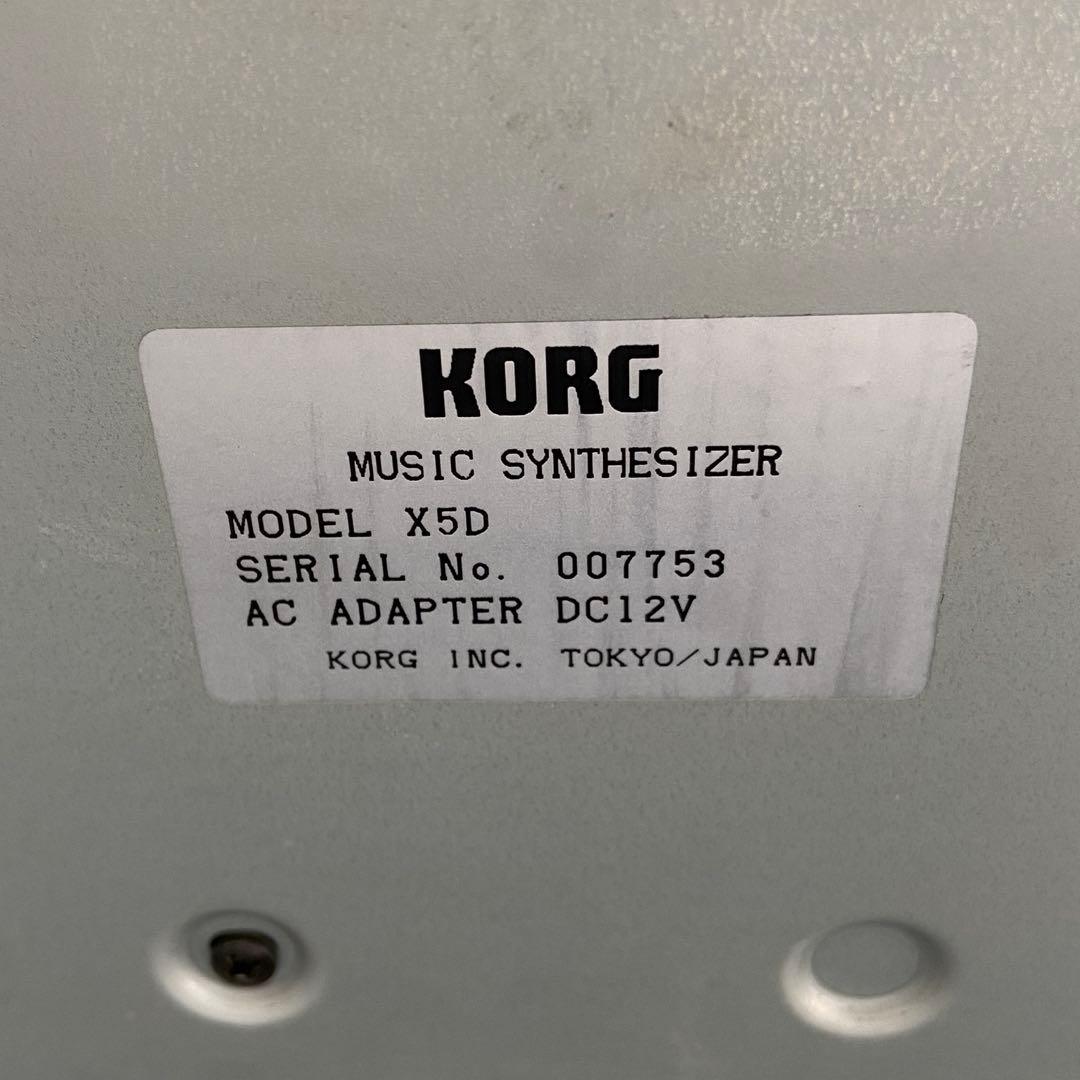 KORG
MUSIC SYNTHESIZER
MODEL X5D
SERIAL No. 007753
AC ADAPTER DC12V
KORG INC. TOKYO/JAPAN